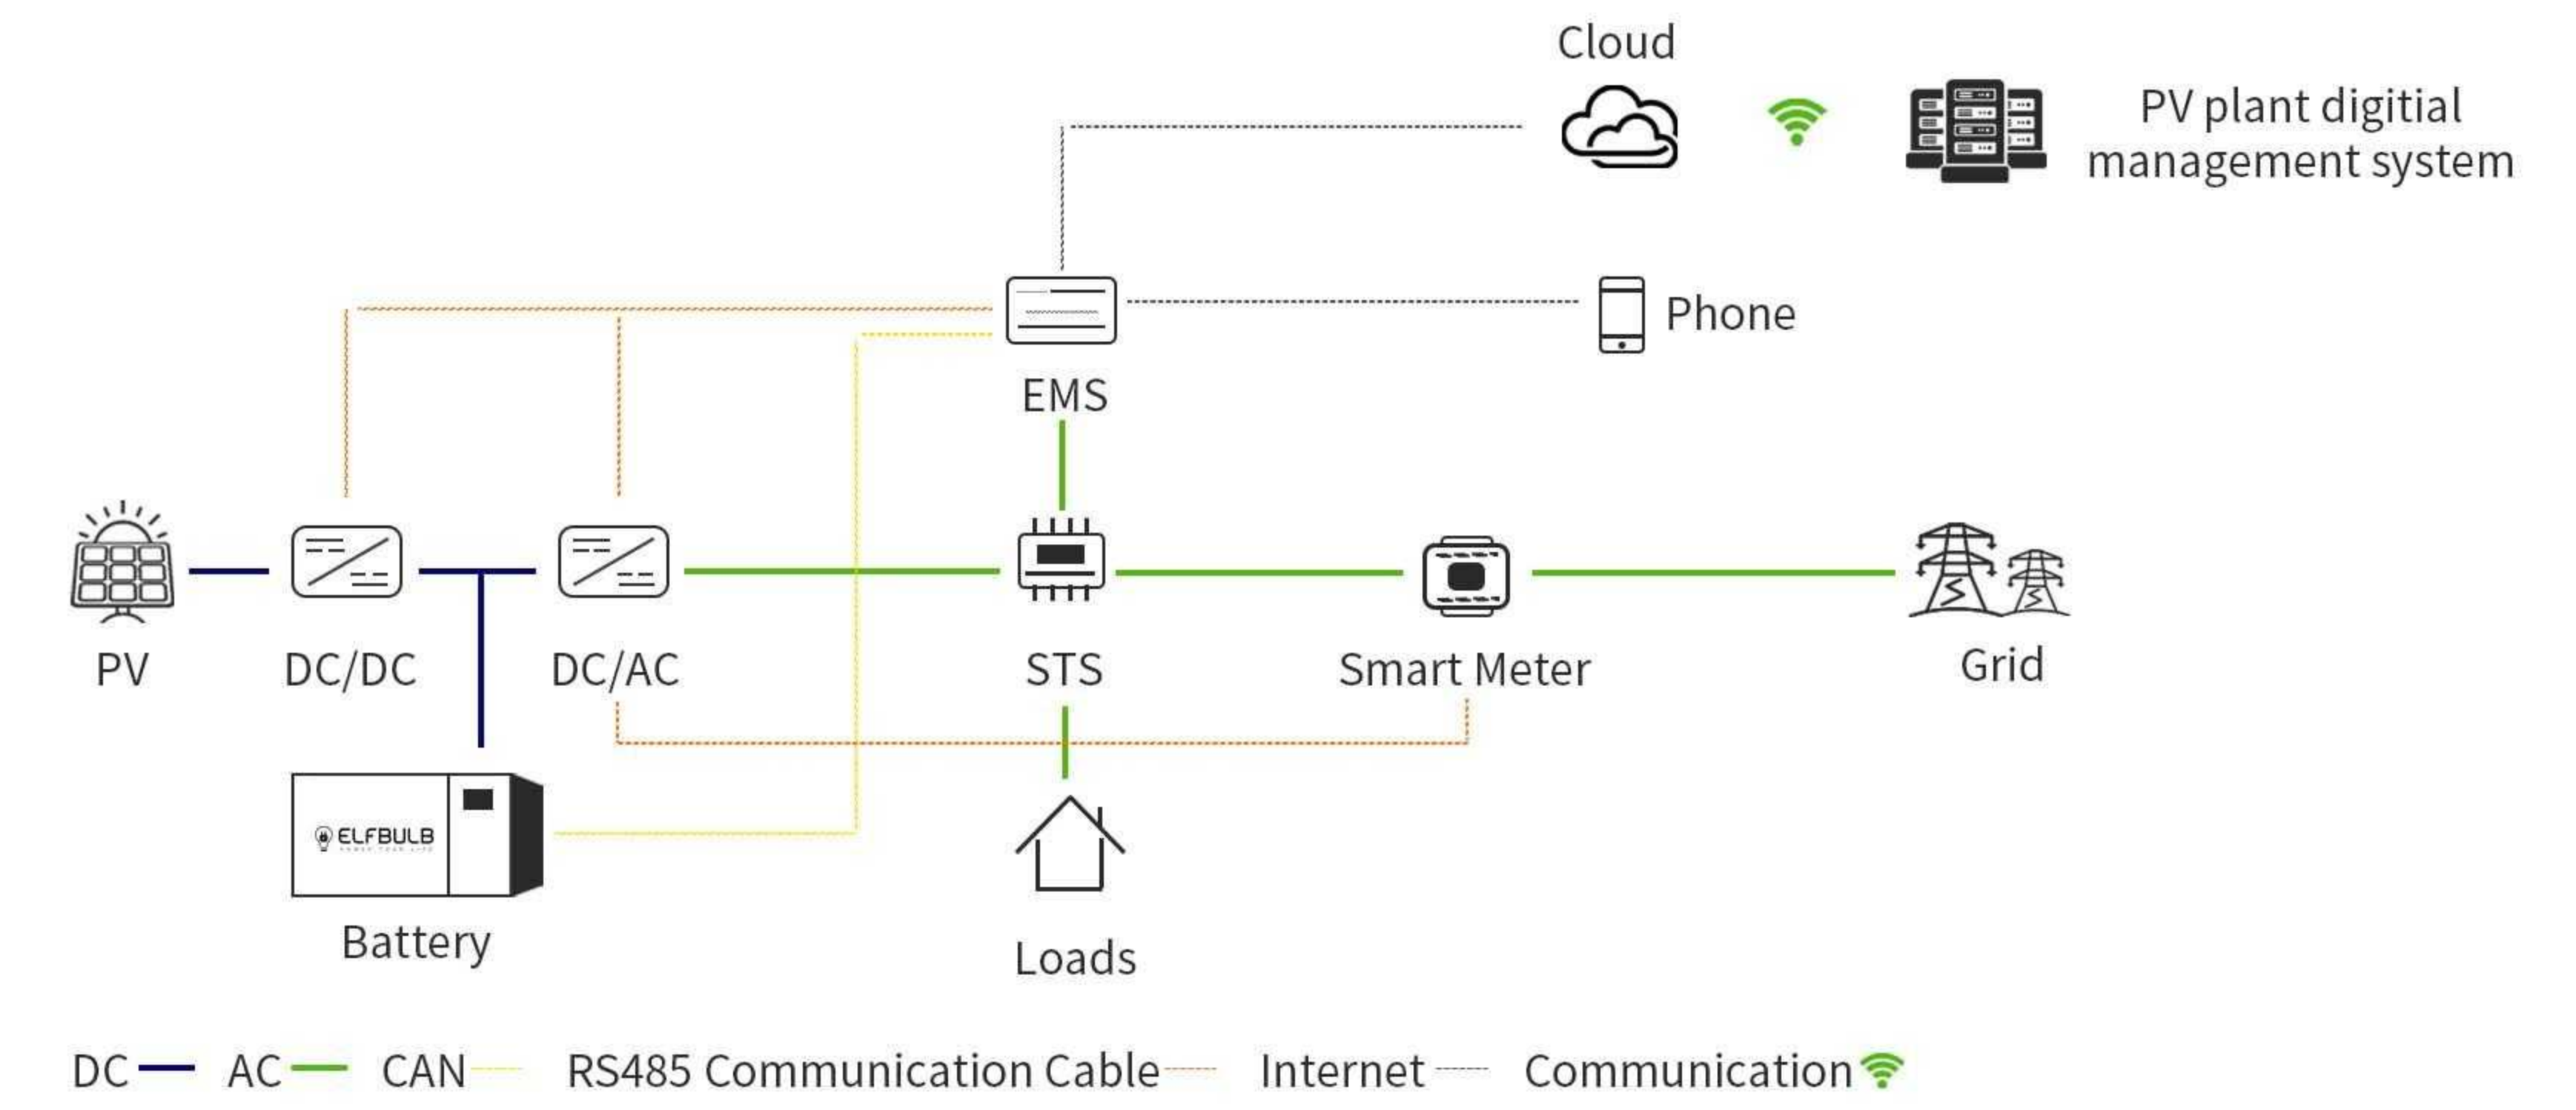 Cloud
PV plant digitial
management system
Phone
EMS
PV
DC/DC
DC/AC
STS
Smart Meter
Grid
ELFBULB
Battery
Loads
DC
AC
CAN
RS485 Communication Cable
Internet
Communication